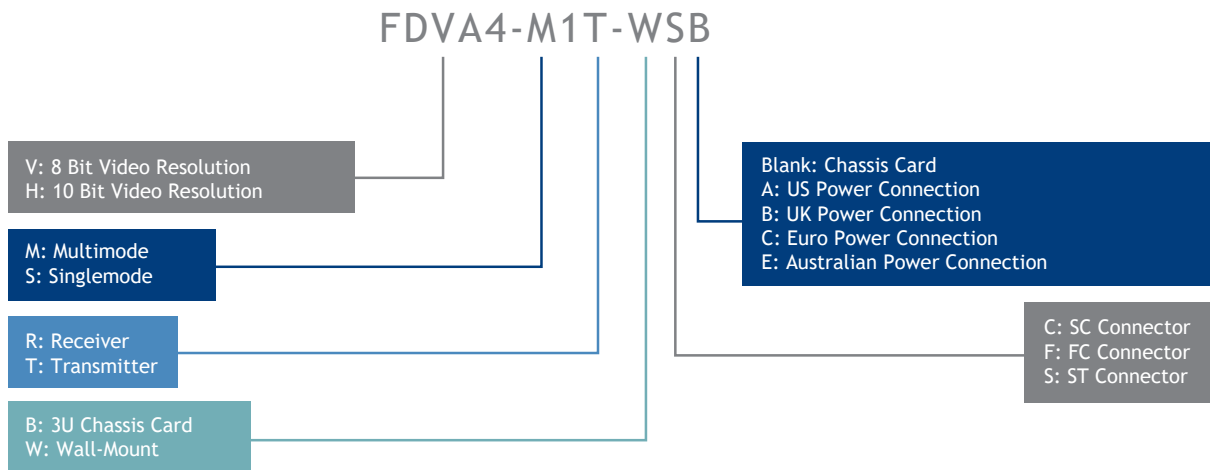 FDVA4-M1T-WSB
V: 8 Bit Video Resolution
H: 10 Bit Video Resolution
M: Multimode
S: Singlemode
R: Receiver
T: Transmitter
B: 3U Chassis Card
W: Wall-Mount
Blank: Chassis Card
A: US Power Connection
B: UK Power Connection
C: Euro Power Connection
E: Australian Power Connection
C: SC Connector
F: FC Connector
S: ST Connector